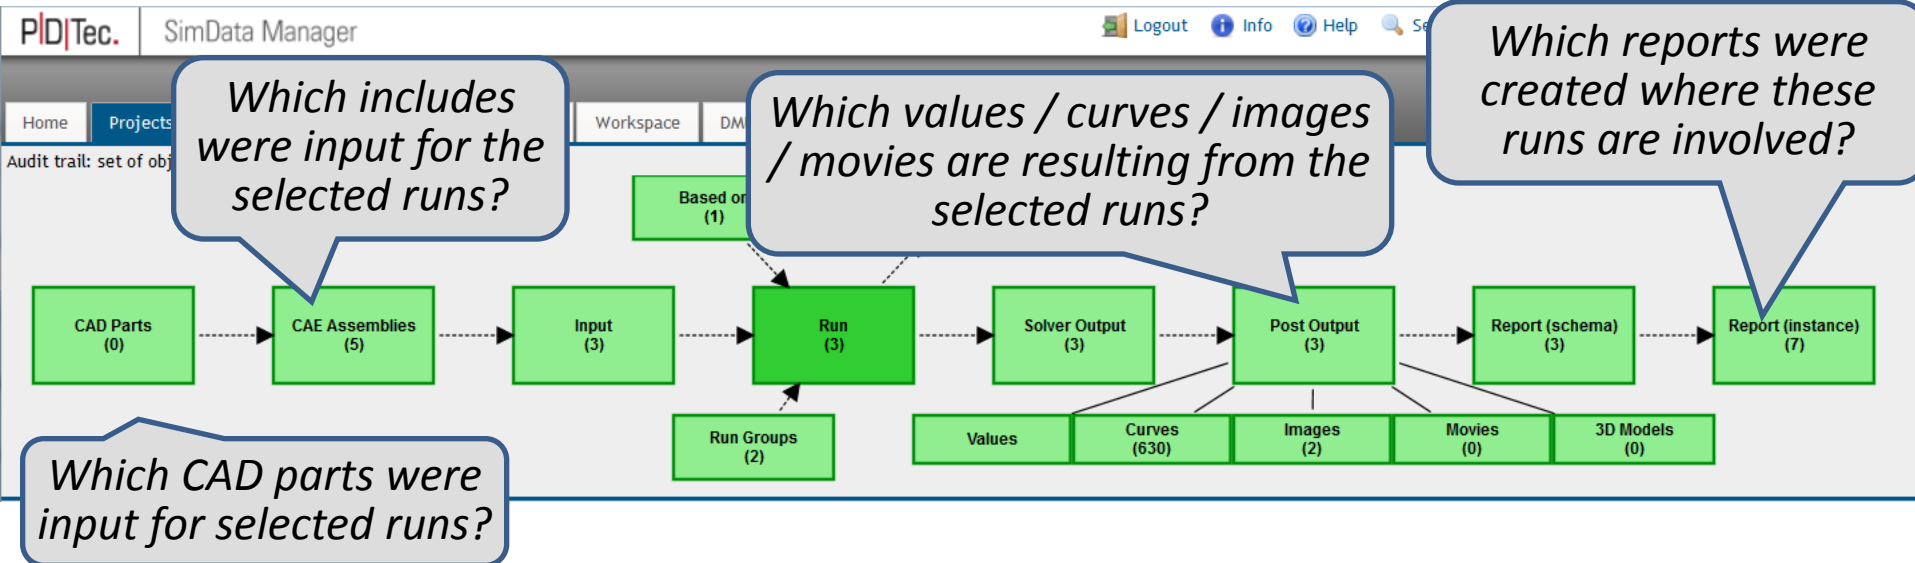 P|D|Tec.
SimData Manager
Logout
Info
Help
Which reports were
created where these
runs are involved?
Which includes
were input for the
selected runs?
Which values / curves / images
/ movies are resulting from the
selected runs?
Home
Projects
Workspace
Audit trail: set of
Based on
(1)
CAD Parts
(0)
CAE Assemblies
(5)
Input
(3)
Run
(3)
Solver Output
(3)
Post Output
(3)
Report (schema)
(3)
Report (instance)
(7)
Run Groups
(2)
Values
Curves
(630)
Images
(2)
Movies
(0)
3D Models
(0)
Which CAD parts were
input for selected runs?